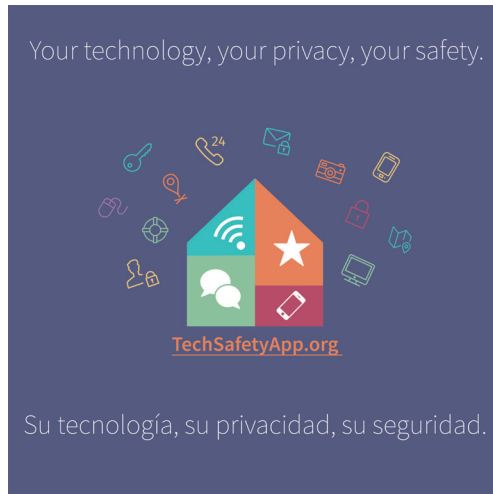 Your technology, your privacy, your safety.
24
TechSafetyApp.org
Su tecnología, su privacidad, su seguridad.